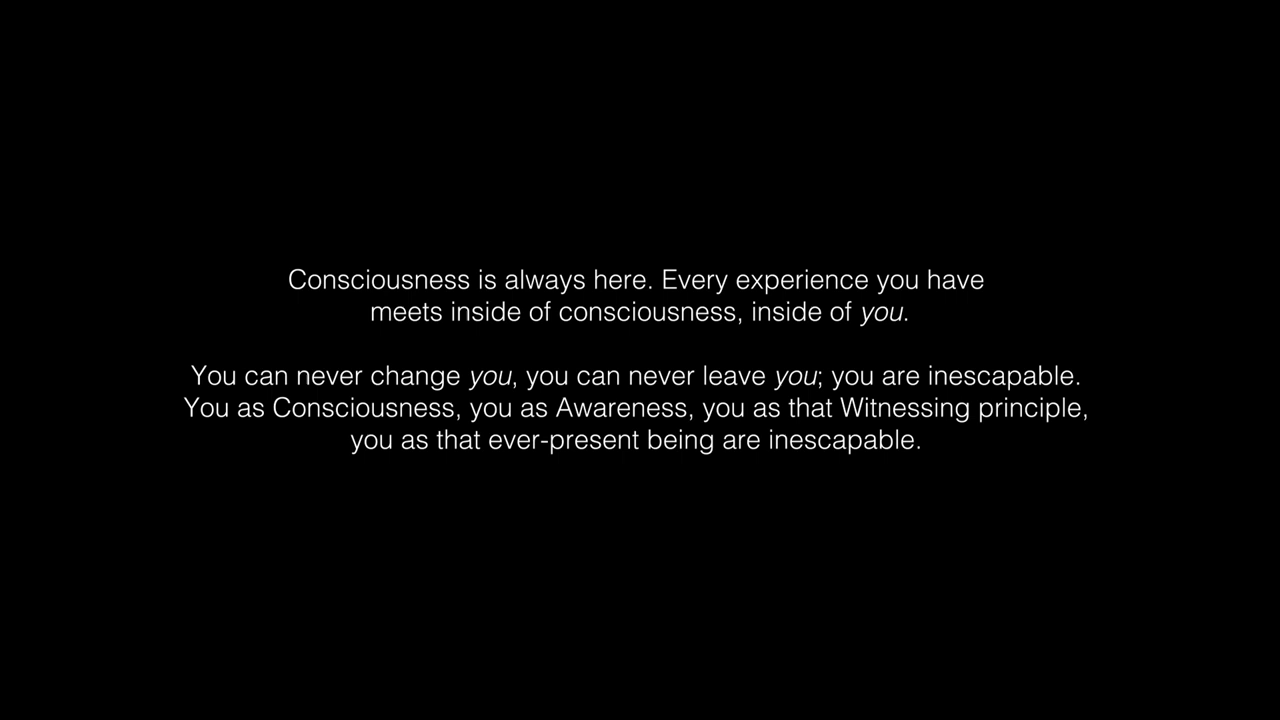 Consciousness is always here. Every experience you have
meets inside of consciousness, inside of you.
You can never change you, you can never leave you; you are inescapable.
You as Consciousness, you as Awareness, you as that Witnessing principle,
you as that ever-present being are inescapable.